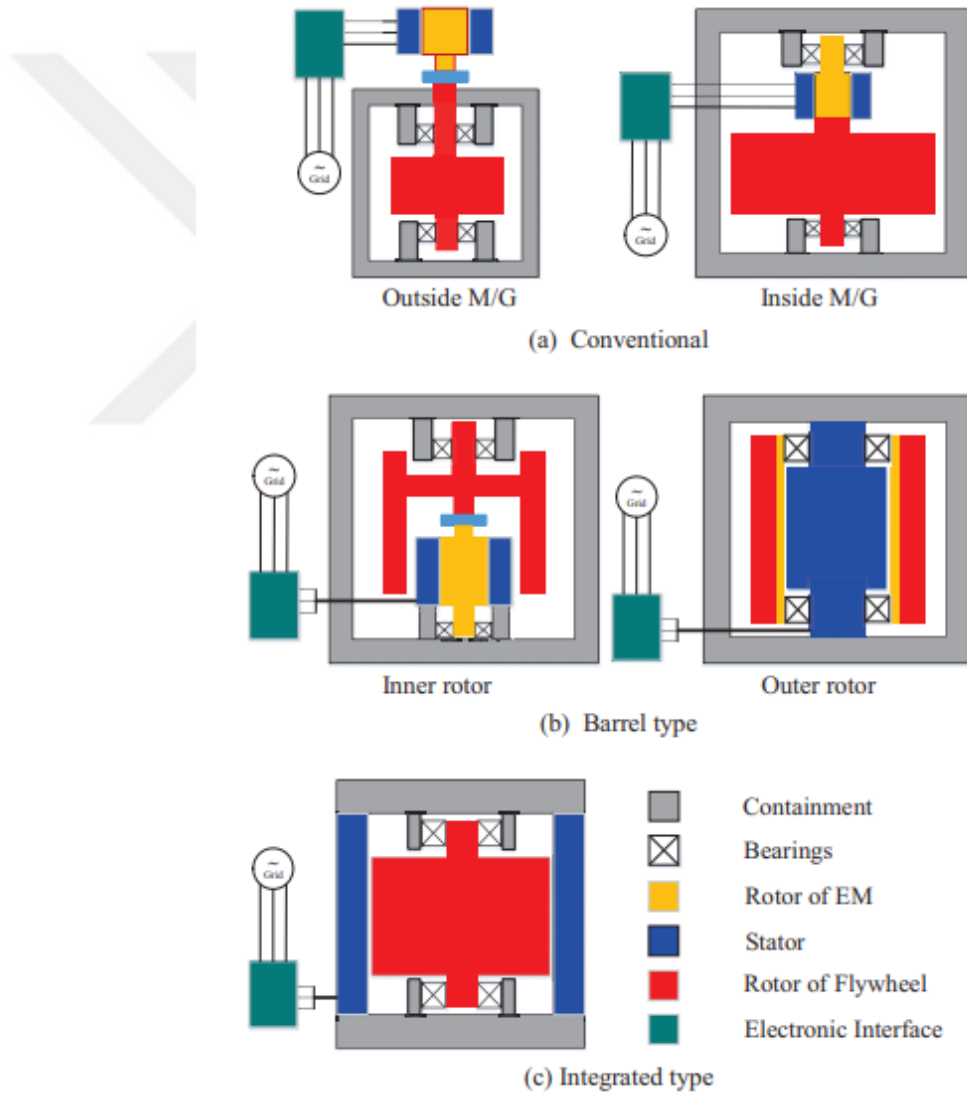 ~
Grid
~
Grid
Outside M/G
Inside M/G
(a) Conventional
~
Grid
~
Grid
Inner rotor
Outer rotor
(b) Barrel type
~
Grid
Containment
Bearings
Rotor of EM
Stator
Rotor of Flywheel
Electronic Interface
(c) Integrated type